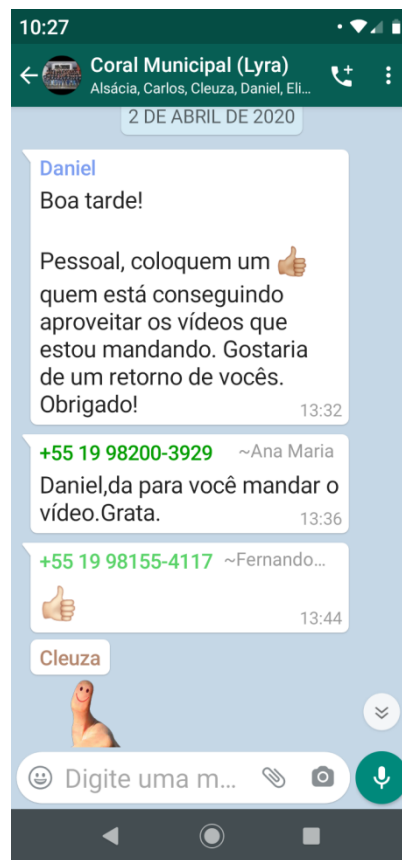 10:27
Coral Municipal (Lyra)
Alsácia, Carlos, Cleuza, Daniel, Eli...
2 DE ABRIL DE 2020
Daniel
Boa tarde!
Pessoal, coloquem um 👍🏼
quem está conseguindo
aproveitar os vídeos que
estou mandando. Gostaria
de um retorno de vocês.
Obrigado!
13:32
+55 19 98200-3929 ~Ana Maria
Daniel,da para você mandar o
vídeo.Grata.
13:36
+55 19 98155-4117 ~Fernando...
👍🏼
13:44
Cleuza
Digite uma m...